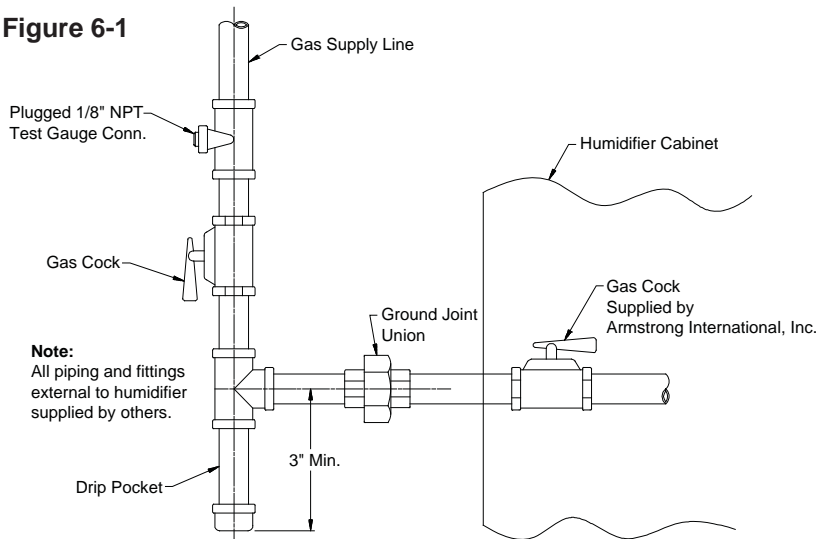 Figure 6-1
Gas Supply Line
Plugged 1/8" NPT
Test Gauge Conn.
Humidifier Cabinet
Gas Cock
Gas Cock
Supplied by
Armstrong International, Inc.
Ground Joint
Union
Note:
All piping and fittings
external to humidifier
supplied by others.
3" Min.
Drip Pocket